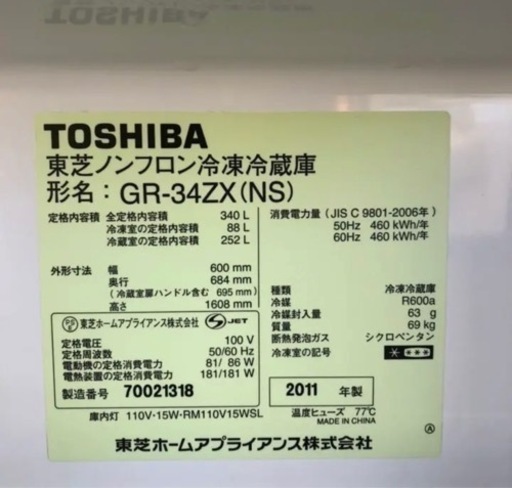 TOSHIBA
TOSHIBA
東芝ノンフロン冷凍冷蔵庫
形名：GR-34ZX(NS)
定格内容積 全定格内容積 340 L
冷凍室の定格内容積 88 L
冷蔵室の定格内容積 252 L
外形寸法 幅 600 mm
奥行 684 mm
(冷蔵室扉ハンドル含む 695 mm)
高さ 1608 mm
東芝ホームアプライアンス株式会社 S JET
定格電圧 100 V
定格周波数 50/60 Hz
電動機の定格消費電力 81/ 86 W
電熱装置の定格消費電力 181/181 W
製造番号 70021318
消費電力量 (JIS C 9801-2006年)
50Hz 460 kWh/年
60Hz 460 kWh/年
種類 冷凍冷蔵庫
冷媒 R600a
冷媒封入量 63 g
質量 69 kg
断熱発泡ガス シクロペンタン
冷凍室の記号 * ***
2011 年製
庫内灯 110V･15W･RM110V15WSL
温度ヒューズ 77℃
MADE IN CHINA
東芝ホームアプライアンス株式会社
A